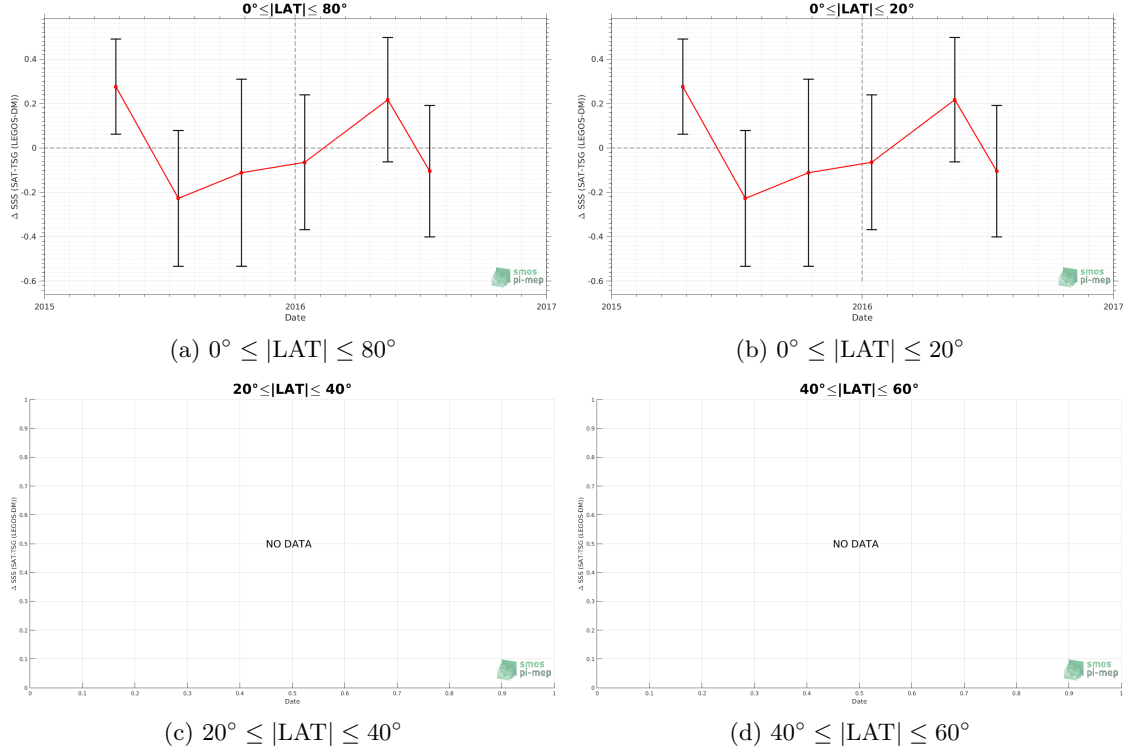 0°≤|LAT|≤ 80°
0.4
0.2
0
-0.2
-0.4
-0.6
Δ SSS (SAT-TSG (LEGOS-DM))
2015
2016
2017
Date
smos
pi-mep
(a) 0° ≤ |LAT| ≤ 80°
0°≤|LAT|≤ 20°
0.4
0.2
0
-0.2
-0.4
-0.6
Δ SSS (SAT-TSG (LEGOS-DM))
2015
2016
2017
Date
smos
pi-mep
(b) 0° ≤ |LAT| ≤ 20°
20°≤|LAT|≤ 40°
1
0.9
0.8
0.7
0.6
0.5
0.4
0.3
0.2
0.1
0
Δ SSS (SAT-TSG (LEGOS-DM))
NO DATA
0 0.1 0.2 0.3 0.4 0.5 0.6 0.7 0.8 0.9 1
Date
smos
pi-mep
(c) 20° ≤ |LAT| ≤ 40°
40°≤|LAT|≤ 60°
1
0.9
0.8
0.7
0.6
0.5
0.4
0.3
0.2
0.1
0
Δ SSS (SAT-TSG (LEGOS-DM))
NO DATA
0 0.1 0.2 0.3 0.4 0.5 0.6 0.7 0.8 0.9 1
Date
smos
pi-mep
(d) 40° ≤ |LAT| ≤ 60°